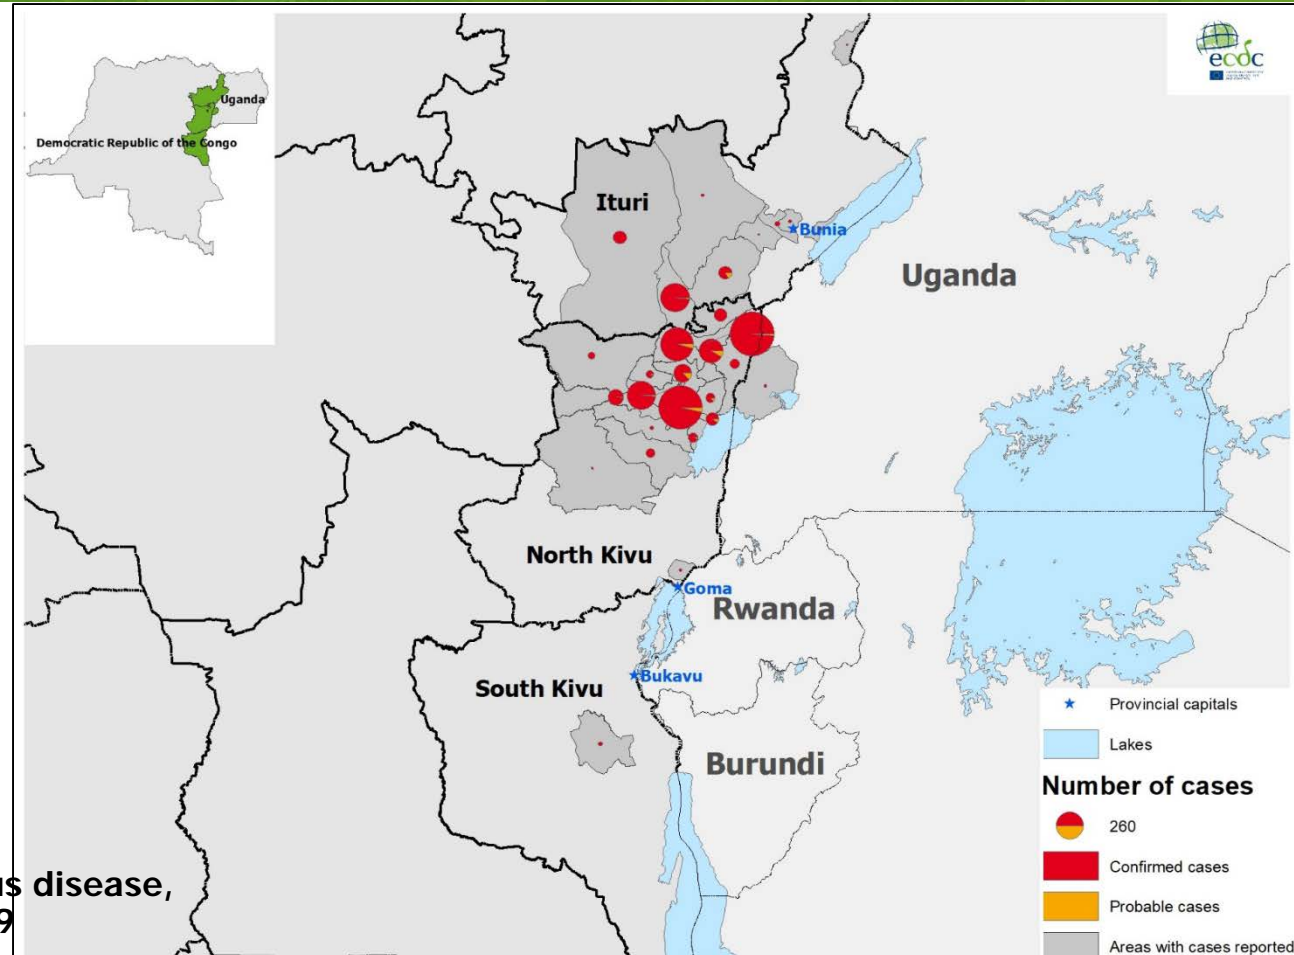 ecdc
Uganda
Democratic Republic of the Congo
Ituri
Bunia
Uganda
North Kivu
Goma
Rwanda
South Kivu
Bukavu
Burundi
Provincial capitals
Lakes
Number of cases
260
Confirmed cases
Probable cases
Areas with cases reported
disease,
9